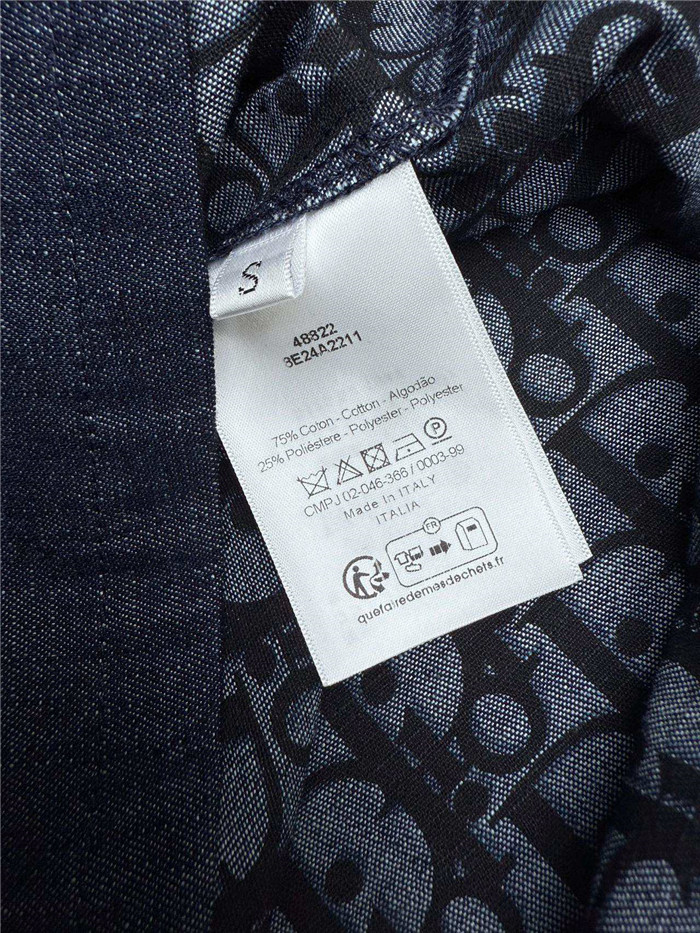 S
48822
3E24A2211
75% Coton - Cotton - Algodão
25% Poliéstere - Polyester - Polyester
CMPJ 02-046-366 / 0003-99
Made in ITALY
ITALIA
P
FR
quefairedemesdechets.fr